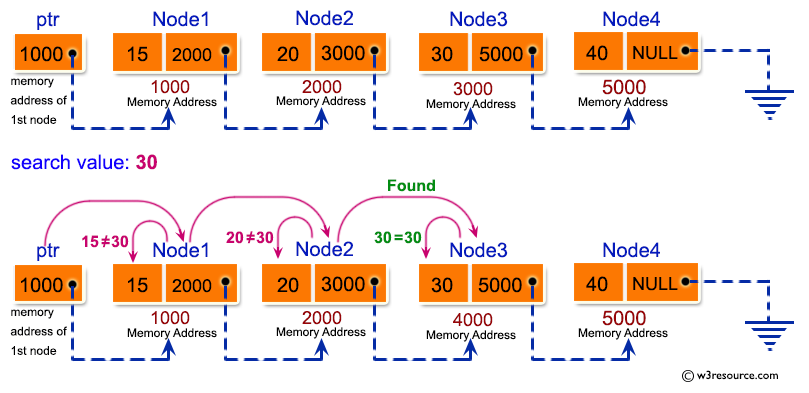 ptr Node1 Node2 Node3 Node4
1000 15 2000 20 3000 30 5000 40 NULL
memory
address of
1st node
1000 2000 3000 5000
Memory Address Memory Address Memory Address Memory Address
search value: 30
Found
15≠30 20≠30 30=30
ptr Node1 Node2 Node3 Node4
1000 15 2000 20 3000 30 5000 40 NULL
memory
address of
1st node
1000 2000 4000 5000
Memory Address Memory Address Memory Address Memory Address
© w3resource.com